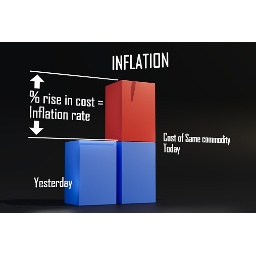 INFLATION
% rise in cost =
Inflation rate
Cost of Same commodity
Today
Yesterday